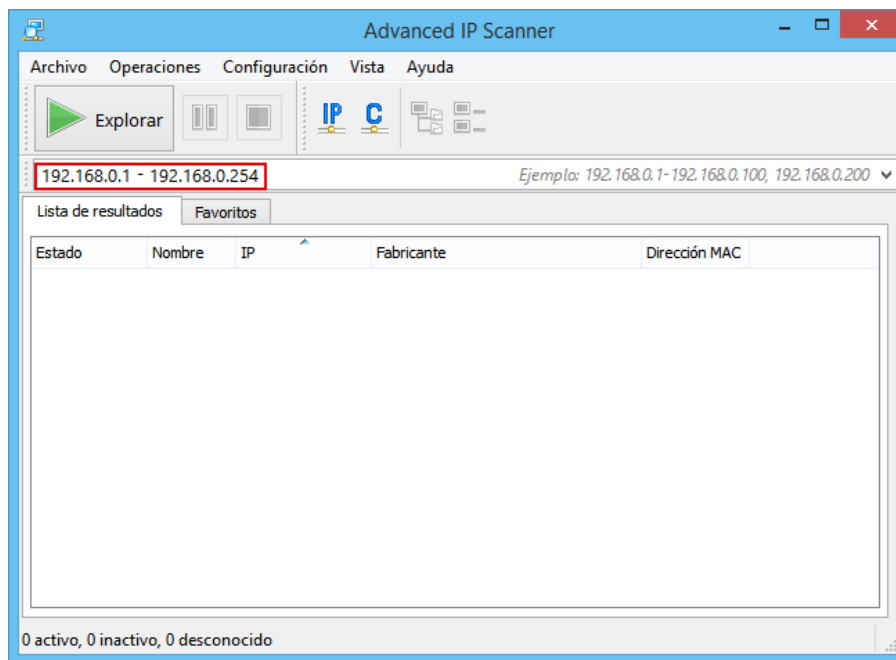 Advanced IP Scanner
Archivo Operaciones Configuración Vista Ayuda
Explorar IP C
192.168.0.1 - 192.168.0.254 Ejemplo: 192.168.0.1-192.168.0.100, 192.168.0.200
Lista de resultados Favoritos
Estado Nombre IP Fabricante Dirección MAC
0 activo, 0 inactivo, 0 desconocido